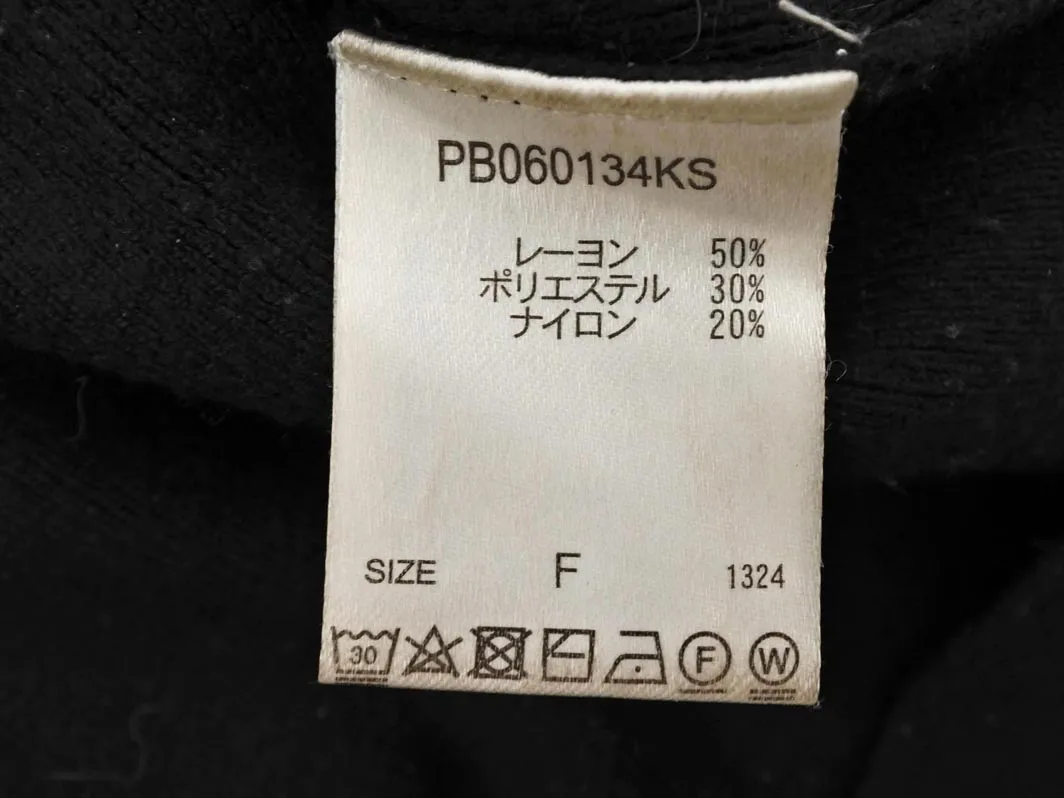 PB060134KS
レーヨン 50%
ポリエステル 30%
ナイロン 20%
SIZE F 1324
30 F W